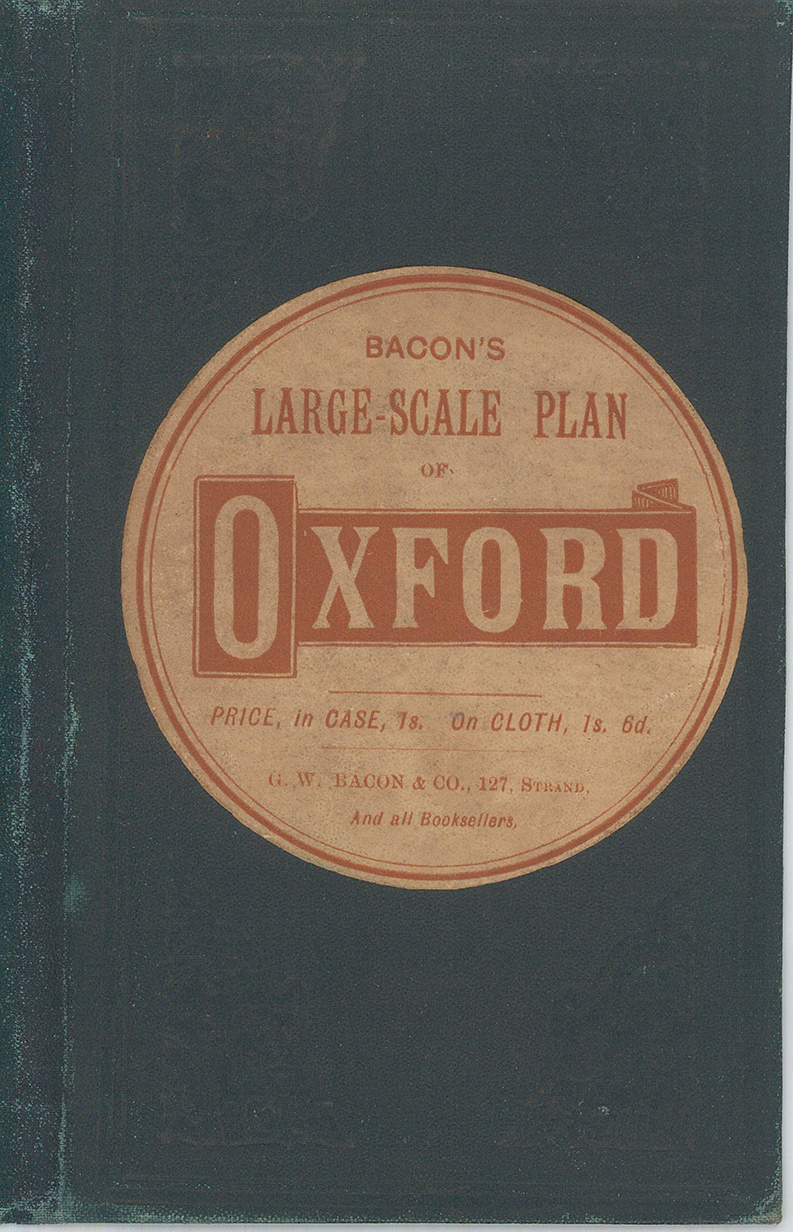 BACON'S
LARGE-SCALE PLAN
OF
OXFORD
PRICE, in CASE, 1s. On CLOTH, 1s. 6d.
G. W. BACON & CO., 127, STRAND,
And all Booksellers.